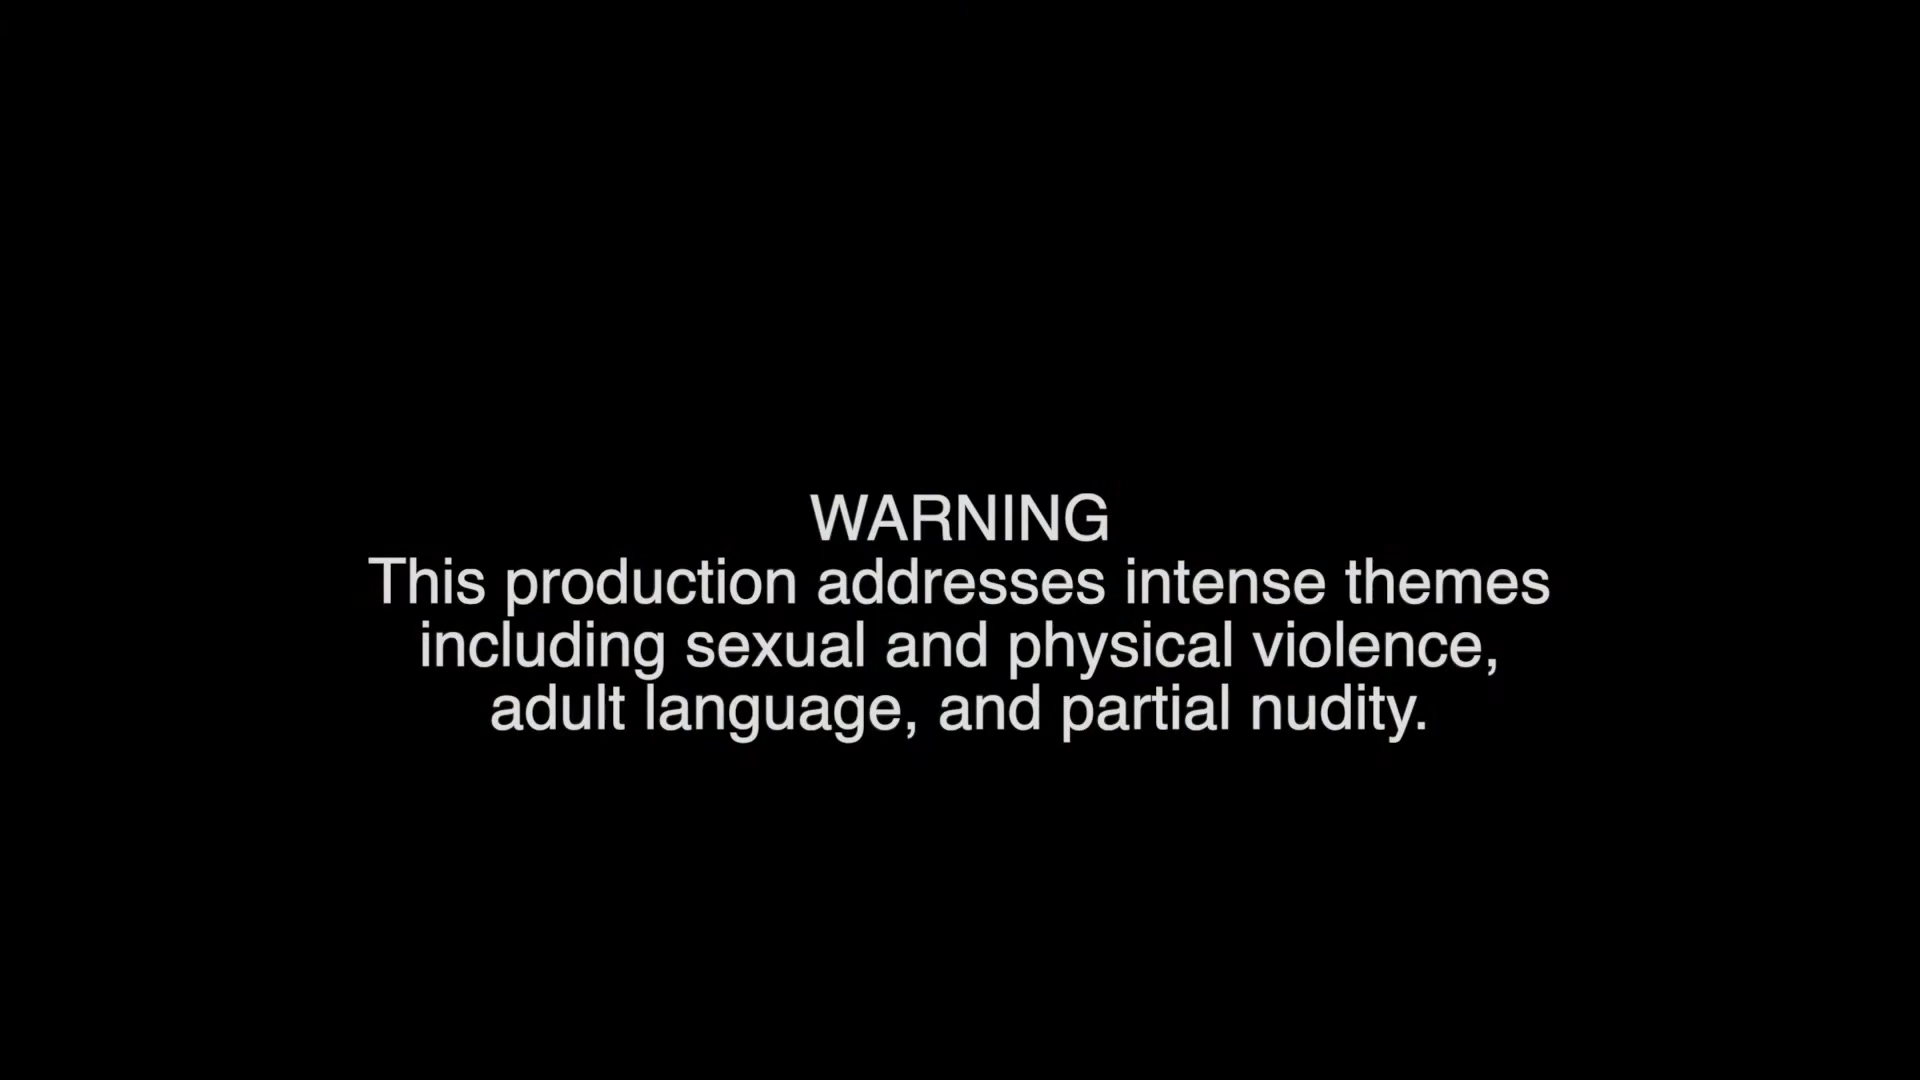 WARNING
This production addresses intense themes
including sexual and physical violence,
adult language, and partial nudity.